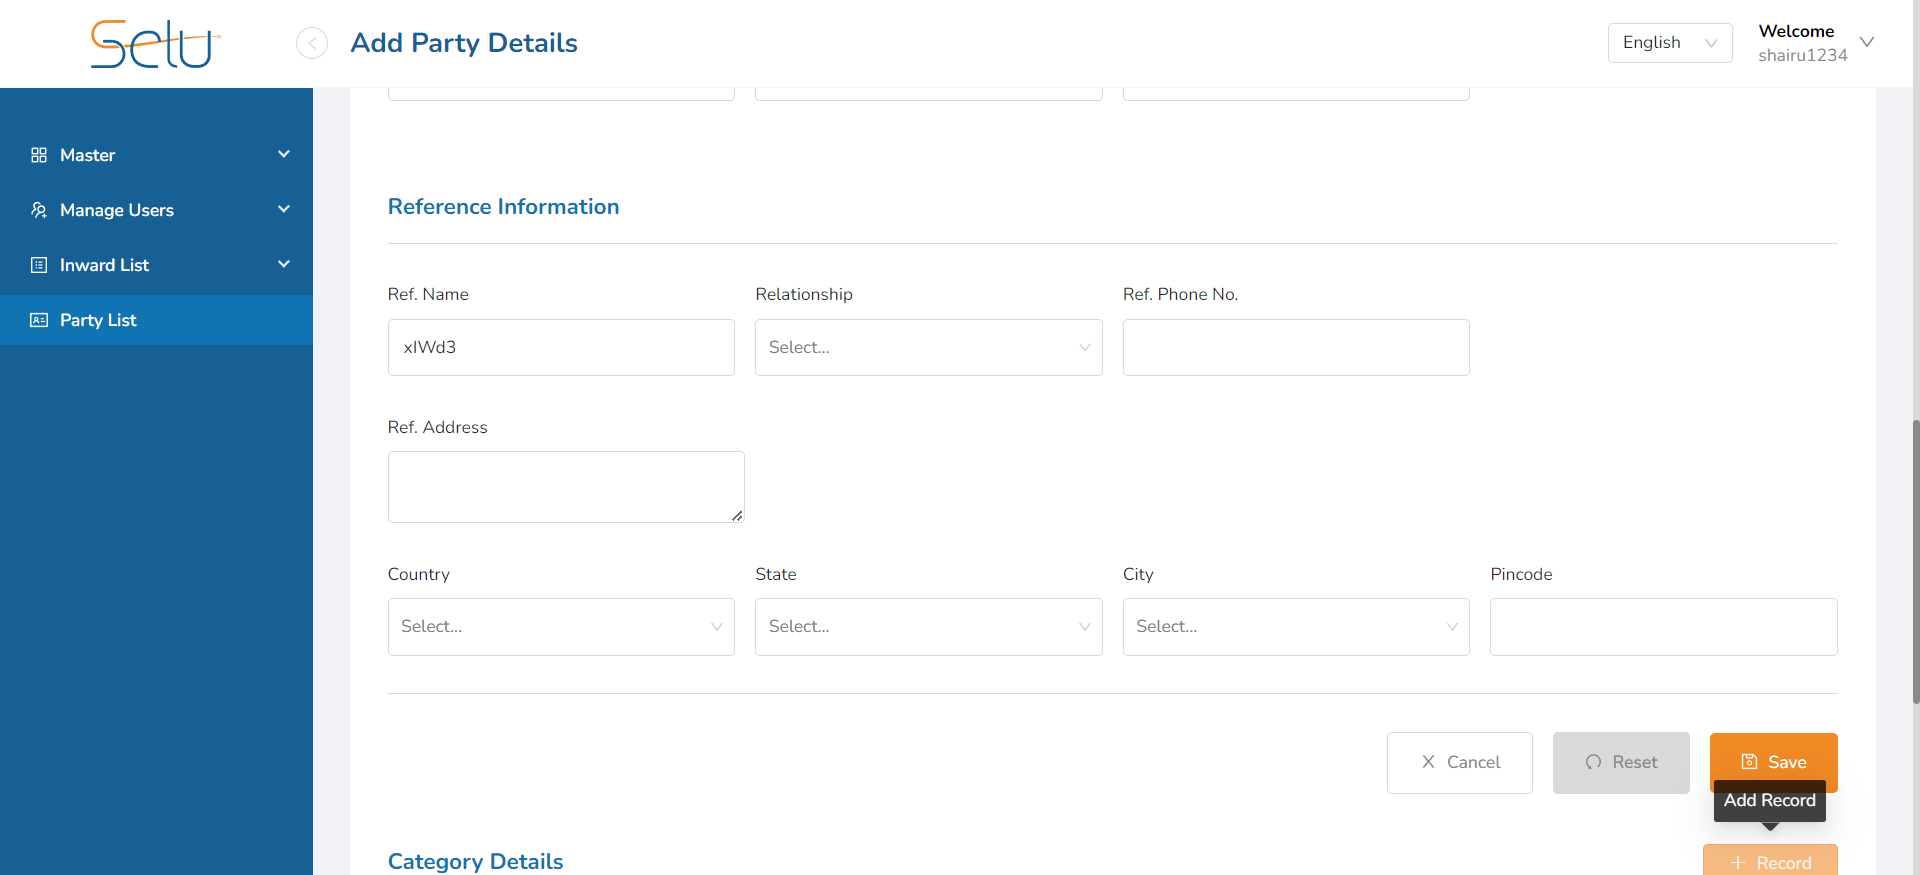 Setu
Add Party Details
English
Welcome
shairu1234
Master
Manage Users
Inward List
Party List
Reference Information
Ref. Name
Relationship
Ref. Phone No.
xIWd3
Select...
Ref. Address
Country
State
City
Pincode
Select...
Select...
Select...
Cancel
Reset
Save
Add Record
Category Details
Record